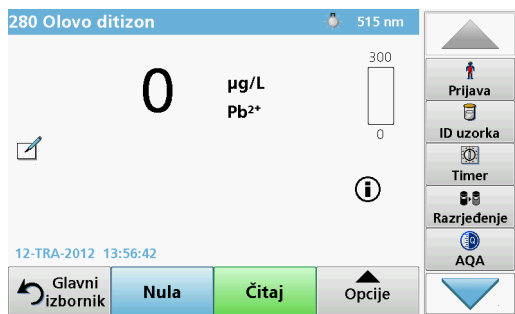 280 Olovo ditizon
515 nm
0
µg/L
Pb²⁺
300
0
i
12-TRA-2012 13:56:42
Glavni
izbornik
Nula
Čitaj
Opcije
Prijava
ID uzorka
Timer
Razrjeđenje
AQA